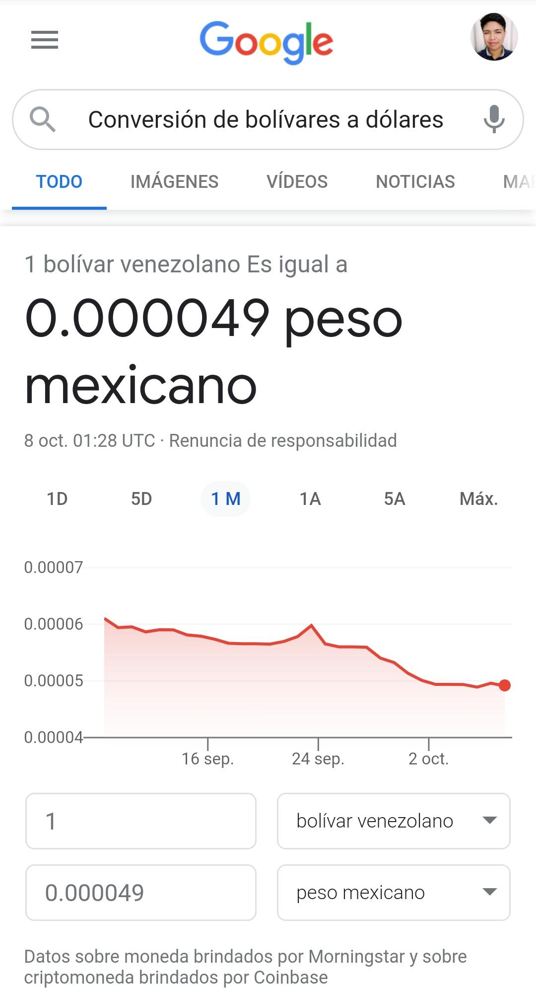 Google
Conversión de bolívares a dólares
TODO IMÁGENES VÍDEOS NOTICIAS MA
1 bolívar venezolano Es igual a
0.000049 peso
mexicano
8 oct. 01:28 UTC · Renuncia de responsabilidad
1D 5D 1 M 1A 5A Máx.
0.00007
0.00006
0.00005
0.00004
16 sep. 24 sep. 2 oct.
1 bolívar venezolano
0.000049 peso mexicano
Datos sobre moneda brindados por Morningstar y sobre
criptomoneda brindados por Coinbase